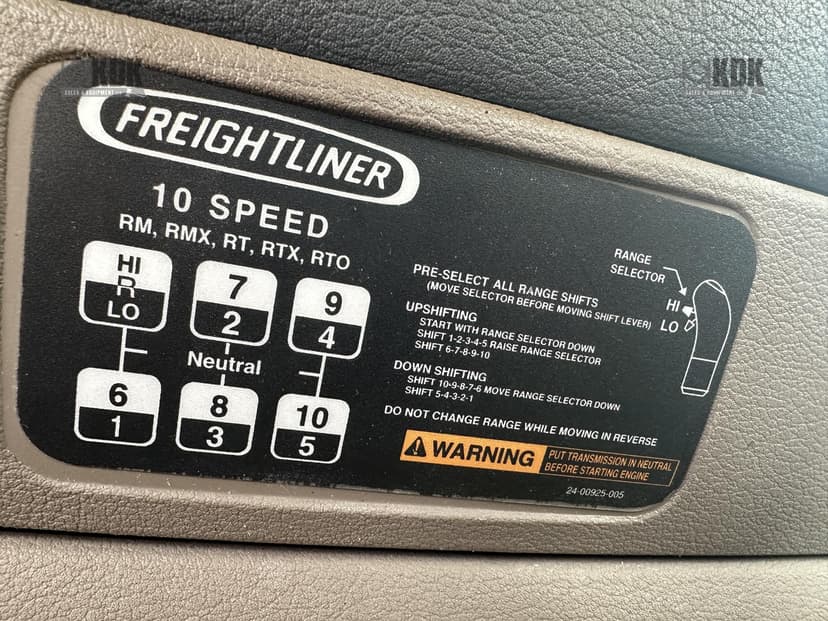 KDK
SALES & EQUIPMENT
KDK
SALES & EQUIPMENT
FREIGHTLINER
10 SPEED
RM, RMX, RT, RTX, RTO
HI
R
LO
7
2
9
4
Neutral
6
1
8
3
10
5
RANGE
SELECTOR
HI
LO
PRE-SELECT ALL RANGE SHIFTS
(MOVE SELECTOR BEFORE MOVING SHIFT LEVER)
UPSHIFTING
START WITH RANGE SELECTOR DOWN
SHIFT 1-2-3-4-5 RAISE RANGE SELECTOR
SHIFT 6-7-8-9-10
DOWN SHIFTING
SHIFT 10-9-8-7-6 MOVE RANGE SELECTOR DOWN
SHIFT 5-4-3-2-1
DO NOT CHANGE RANGE WHILE MOVING IN REVERSE
WARNING
PUT TRANSMISSION IN NEUTRAL
BEFORE STARTING ENGINE
24-00925-005